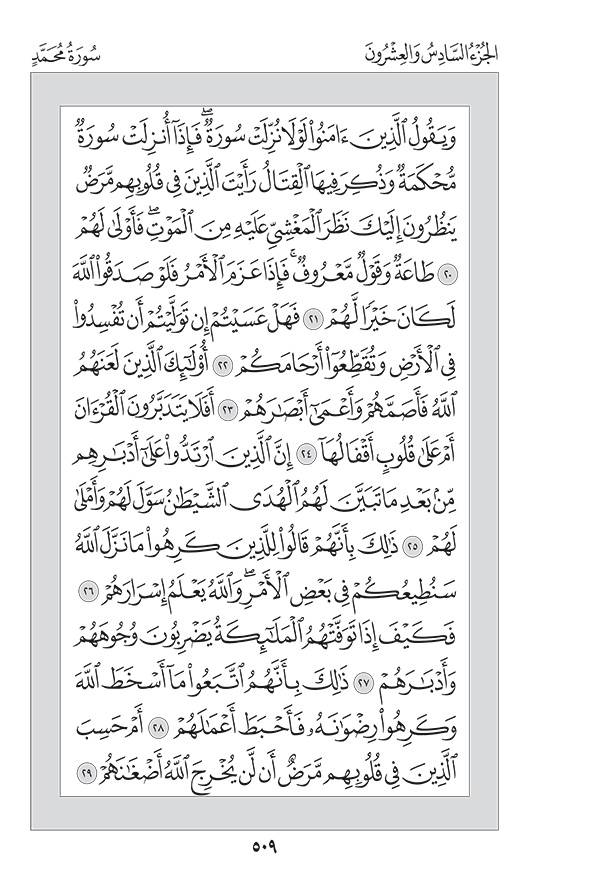 الجُزْءُ السَّادِسُ وَالعِشْرُونَ
سُورَةُ مُحَمَّدٍ
وَيَقُولُ ٱلَّذِينَ ءَامَنُوا۟ لَوْلَا نُزِّلَتْ سُورَةٌۖ فَإِذَآ أُنزِلَتْ سُورَةٌ
مُّحْكَمَةٌ وَذُكِرَ فِيهَا ٱلْقِتَالُ رَأَيْتَ ٱلَّذِينَ فِى قُلُوبِهِم مَّرَضٌ
يَنظُرُونَ إِلَيْكَ نَظَرَ ٱلْمَغْشِىِّ عَلَيْهِ مِنَ ٱلْمَوْتِۖ فَأَوْلَىٰ لَهُمْ
٢٠ طَاعَةٌ وَقَوْلٌ مَّعْرُوفٌۚ فَإِذَا عَزَمَ ٱلْأَمْرُ فَلَوْ صَدَقُوا۟ ٱللَّهَ
لَكَانَ خَيْرًا لَّهُمْ ٢١ فَهَلْ عَسَيْتُمْ إِن تَوَلَّيْتُمْ أَن تُفْسِدُوا۟
فِى ٱلْأَرْضِ وَتُقَطِّعُوٓا۟ أَرْحَامَكُمْ ٢٢ أُو۟لَٰٓئِكَ ٱلَّذِينَ لَعَنَهُمُ
ٱللَّهُ فَأَصَمَّهُمْ وَأَعْمَىٰٓ أَبْصَٰرَهُمْ ٢٣ أَفَلَا يَتَدَبَّرُونَ ٱلْقُرْءَانَ
أَمْ عَلَىٰ قُلُوبٍ أَقْفَالُهَآ ٢٤ إِنَّ ٱلَّذِينَ ٱرْتَدُّوا۟ عَلَىٰٓ أَدْبَٰرِهِم
مِّنۢ بَعْدِ مَا تَبَيَّنَ لَهُمُ ٱلْهُدَى ٱلشَّيْطَٰنُ سَوَّلَ لَهُمْ وَأَمْلَىٰ
لَهُمْ ٢٥ ذَٰلِكَ بِأَنَّهُمْ قَالُوا۟ لِلَّذِينَ كَرِهُوا۟ مَا نَزَّلَ ٱللَّهُ
سَنُطِيعُكُمْ فِى بَعْضِ ٱلْأَمْرِۖ وَٱللَّهُ يَعْلَمُ إِسْرَارَهُمْ ٢٦
فَكَيْفَ إِذَا تَوَفَّتْهُمُ ٱلْمَلَٰٓئِكَةُ يَضْرِبُونَ وُجُوهَهُمْ
وَأَدْبَٰرَهُمْ ٢٧ ذَٰلِكَ بِأَنَّهُمُ ٱتَّبَعُوا۟ مَآ أَسْخَطَ ٱللَّهَ
وَكَرِهُوا۟ رِضْوَٰنَهُۥ فَأَحْبَطَ أَعْمَٰلَهُمْ ٢٨ أَمْ حَسِبَ
ٱلَّذِينَ فِى قُلُوبِهِم مَّرَضٌ أَن لَّن يُخْرِجَ ٱللَّهُ أَضْغَٰنَهُمْ ٢٩
٥٠٩